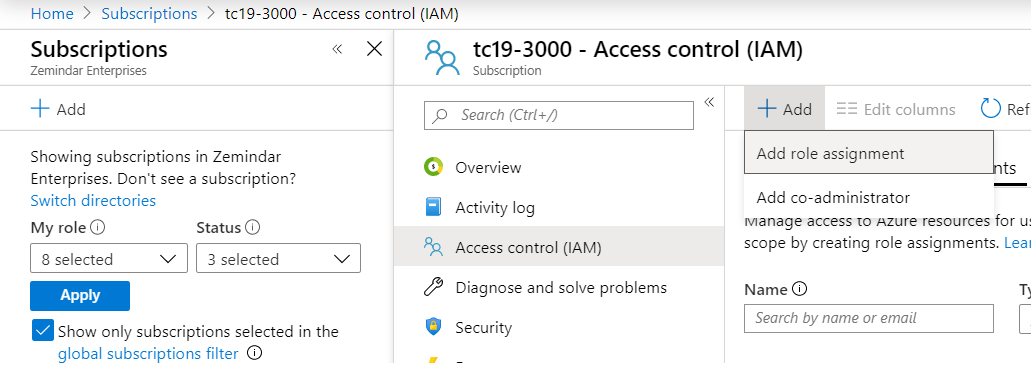 Home > Subscriptions > tc19-3000 - Access control (IAM)
Subscriptions
Zemindar Enterprises
Add
Showing subscriptions in Zemindar
Enterprises. Don't see a subscription?
Switch directories
My role
Status
8 selected
3 selected
Apply
Show only subscriptions selected in the
global subscriptions filter
tc19-3000 - Access control (IAM)
Subscription
Search (Ctrl+/)
Overview
Activity log
Access control (IAM)
Diagnose and solve problems
Security
Add
Edit columns
Ref
Add role assignment
nts
Add co-administrator
Manage access to Azure resources for us
scope by creating role assignments. Lear
Name
Ty
Search by name or email